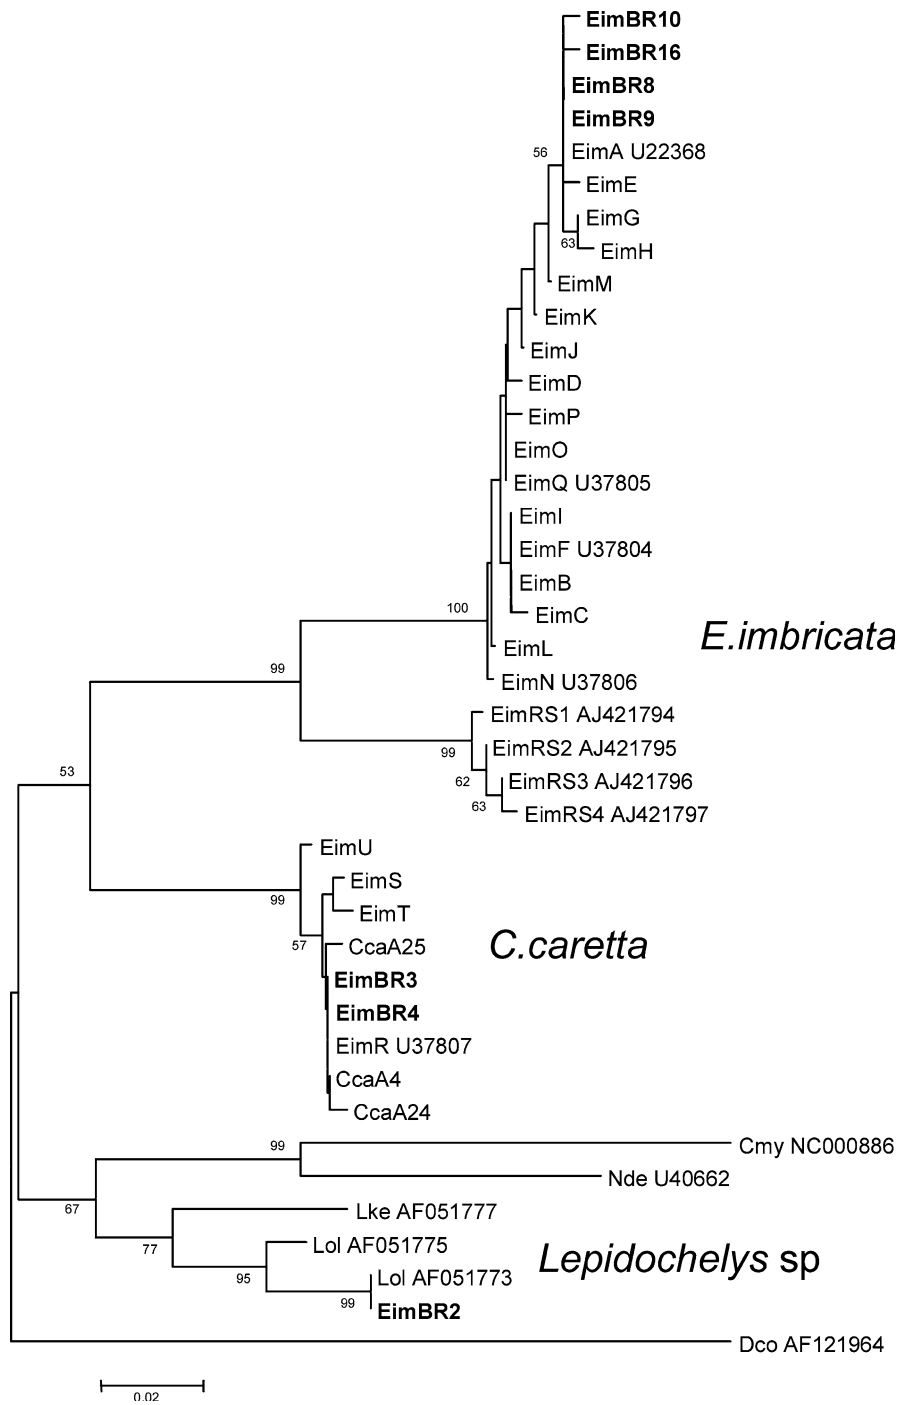 EimBR10
EimBR16
EimBR8
EimBR9
56
EimA U22368
EimE
EimG
63
EimH
EimM
EimK
EimJ
EimD
EimP
EimO
EimQ U37805
EimI
EimF U37804
EimB
100
EimC
E.imbricata
EimL
99
EimN U37806
EimRS1 AJ421794
99
EimRS2 AJ421795
53
62
EimRS3 AJ421796
63
EimRS4 AJ421797
EimU
EimS
99
EimT
57
CcaA25
C.caretta
EimBR3
EimBR4
EimR U37807
CcaA4
CcaA24
99
Cmy NC000886
Nde U40662
67
Lke AF051777
77
Lol AF051775
Lepidochelys sp
95
Lol AF051773
99
EimBR2
Dco AF121964
0.02